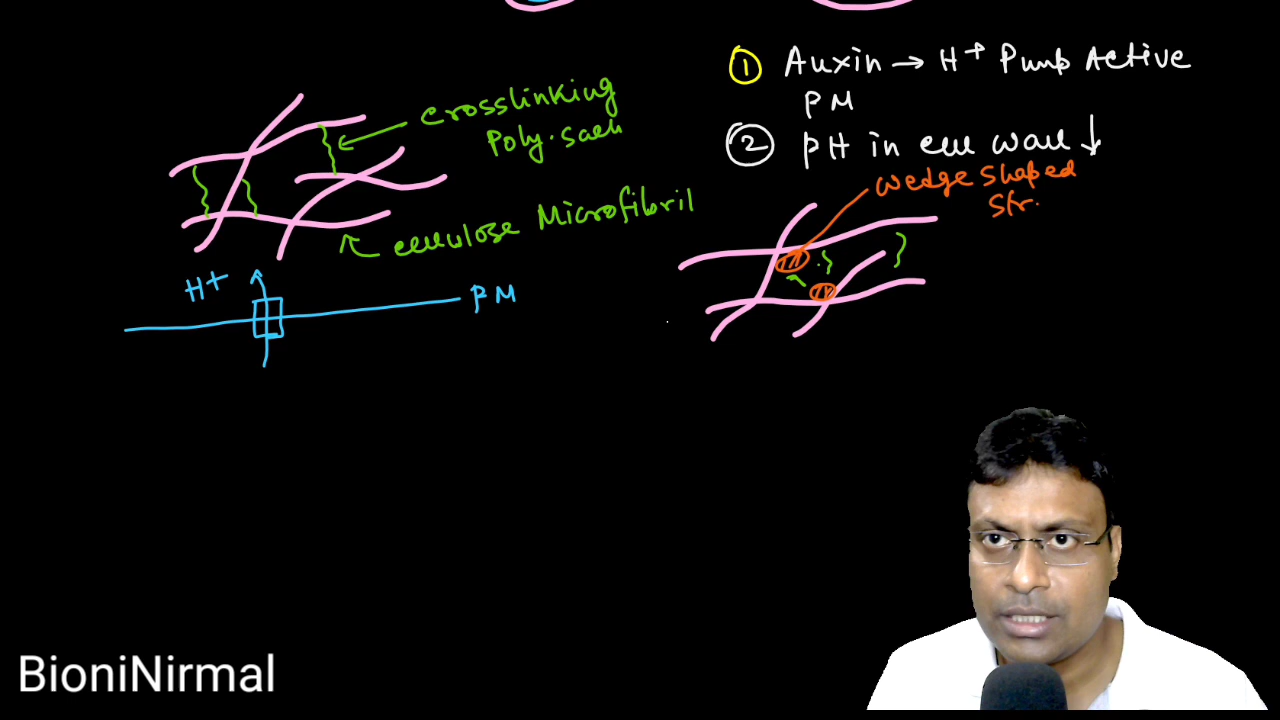 ① Auxin → H+ Pump Active
PM
② pH in cell wall ↓
wedge shaped
str.
crosslinking
Poly·sach
cellulose Microfibril
H+
PM
BioniNirmal